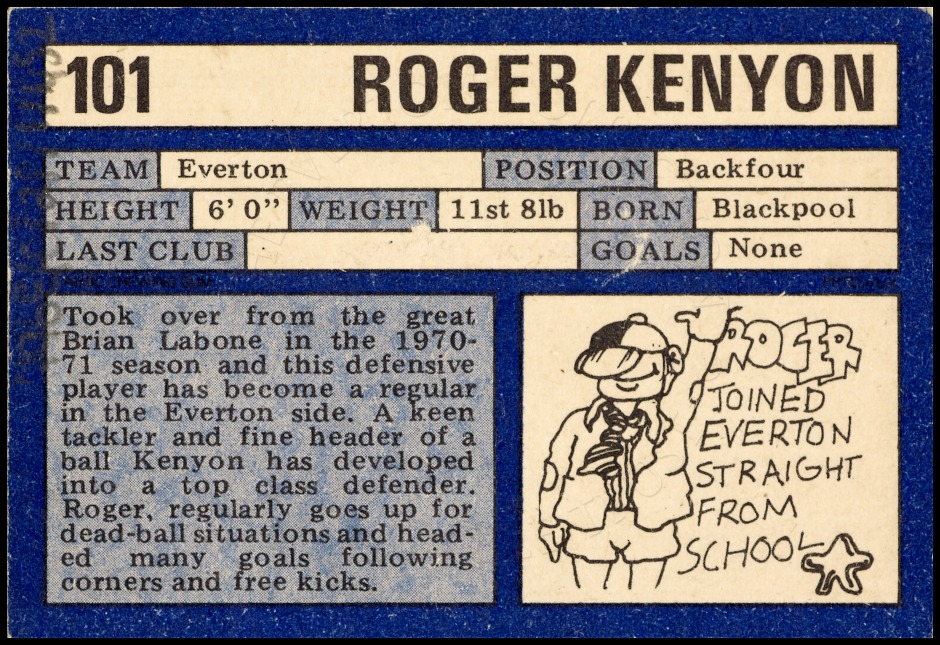 101 ROGER KENYON
TEAM Everton POSITION Backfour
HEIGHT 6' 0" WEIGHT 11st 8lb BORN Blackpool
LAST CLUB GOALS None
Took over from the great
Brian Labone in the 1970-
71 season and this defensive
player has become a regular
in the Everton side. A keen
tackler and fine header of a
ball Kenyon has developed
into a top class defender.
Roger, regularly goes up for
dead-ball situations and head-
ed many goals following
corners and free kicks.
ROGER
JOINED
EVERTON
STRAIGHT
FROM
SCHOOL